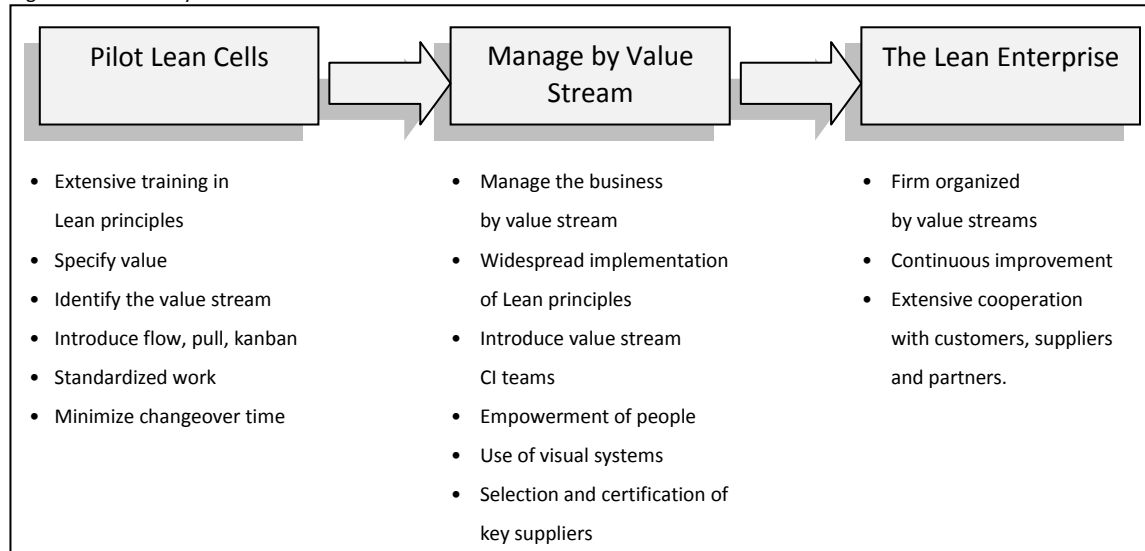 Pilot Lean Cells
Manage by Value
Stream
The Lean Enterprise
• Extensive training in
Lean principles
• Specify value
• Identify the value stream
• Introduce flow, pull, kanban
• Standardized work
• Minimize changeover time
• Manage the business
by value stream
• Widespread implementation
of Lean principles
• Introduce value stream
CI teams
• Empowerment of people
• Use of visual systems
• Selection and certification of
key suppliers
• Firm organized
by value streams
• Continuous improvement
• Extensive cooperation
with customers, suppliers
and partners.